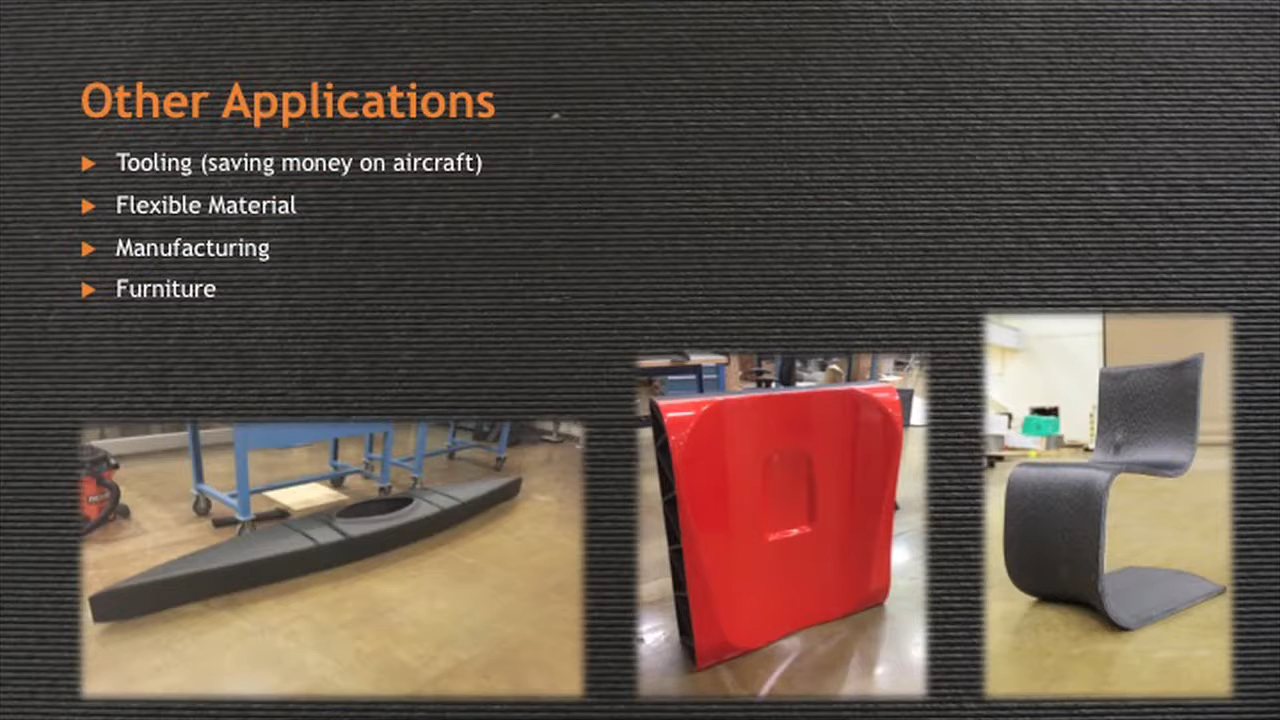 Other Applications
Tooling (saving money on aircraft)
Flexible Material
Manufacturing
Furniture